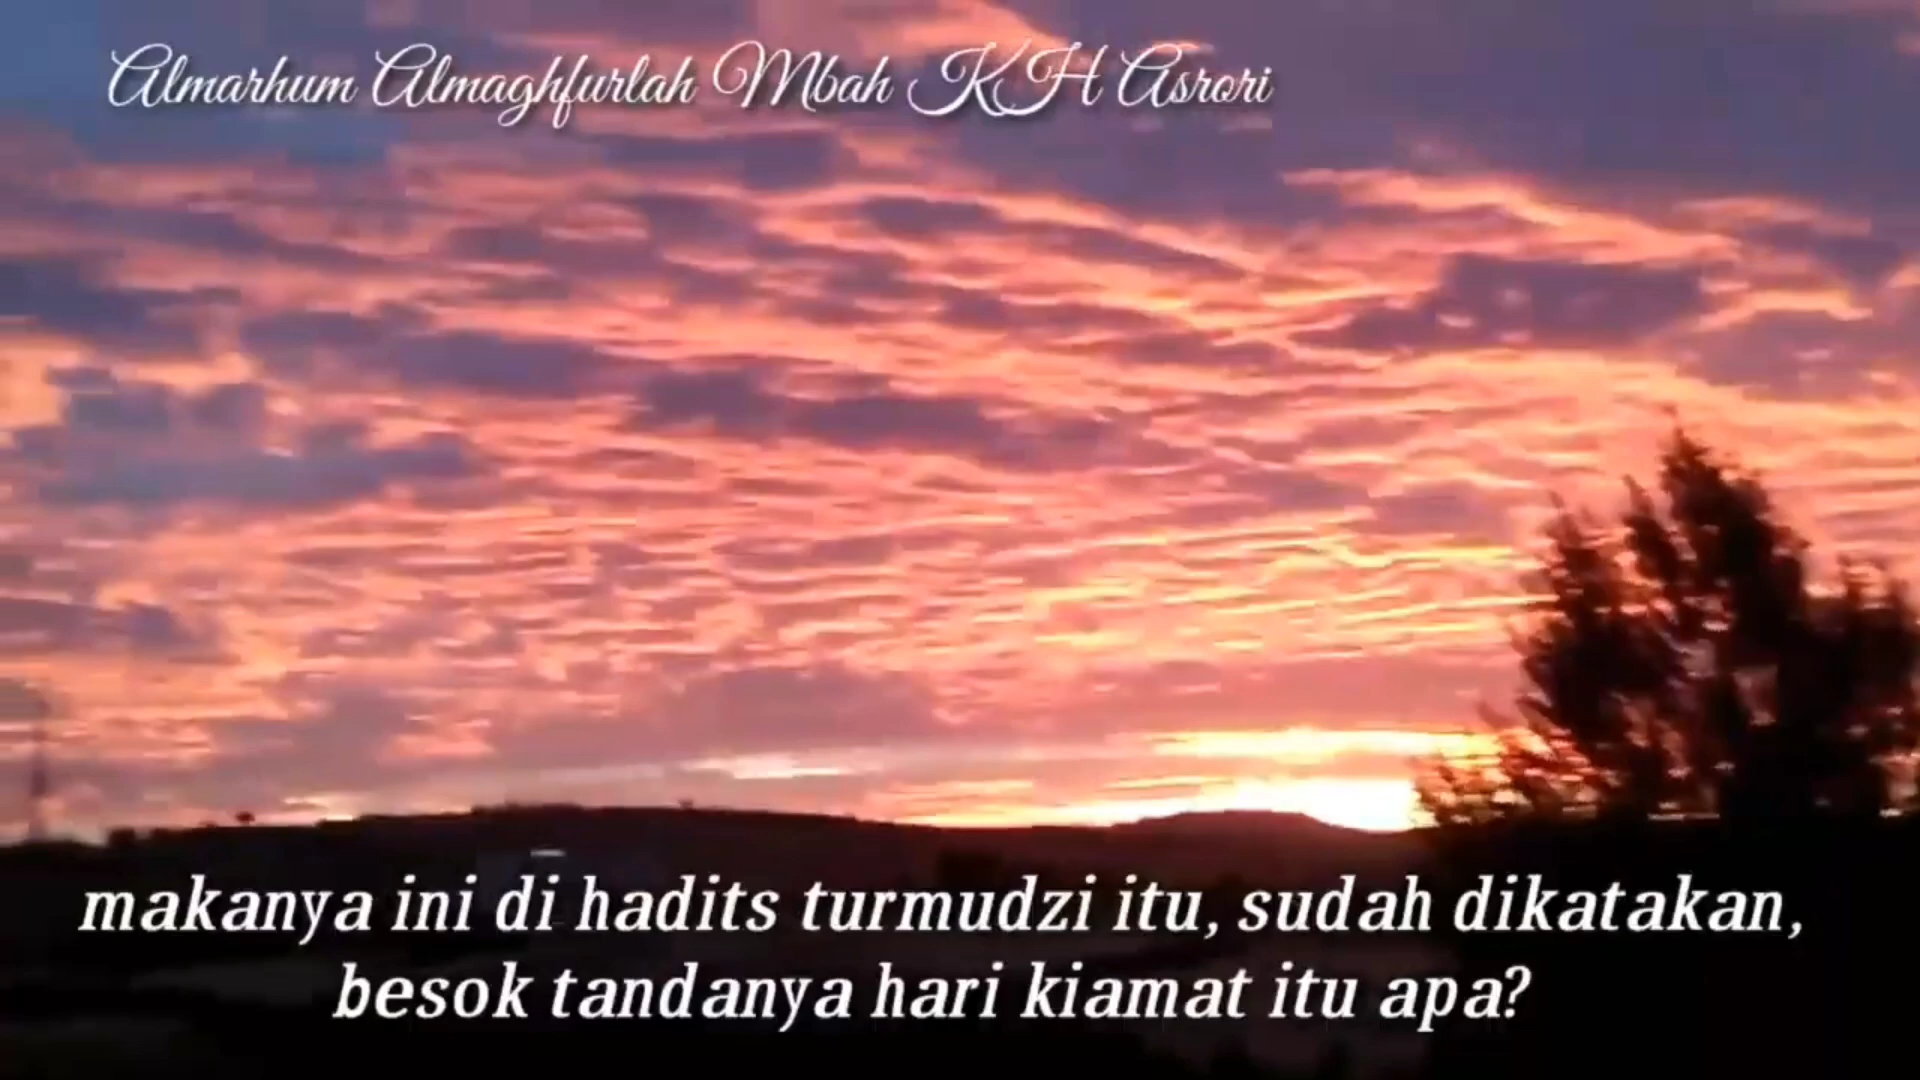 Almarhum Almaghfurlah Mbah KH Asrori
makanya ini di hadits turmudzi itu, sudah dikatakan,
besok tandanya hari kiamat itu apa?